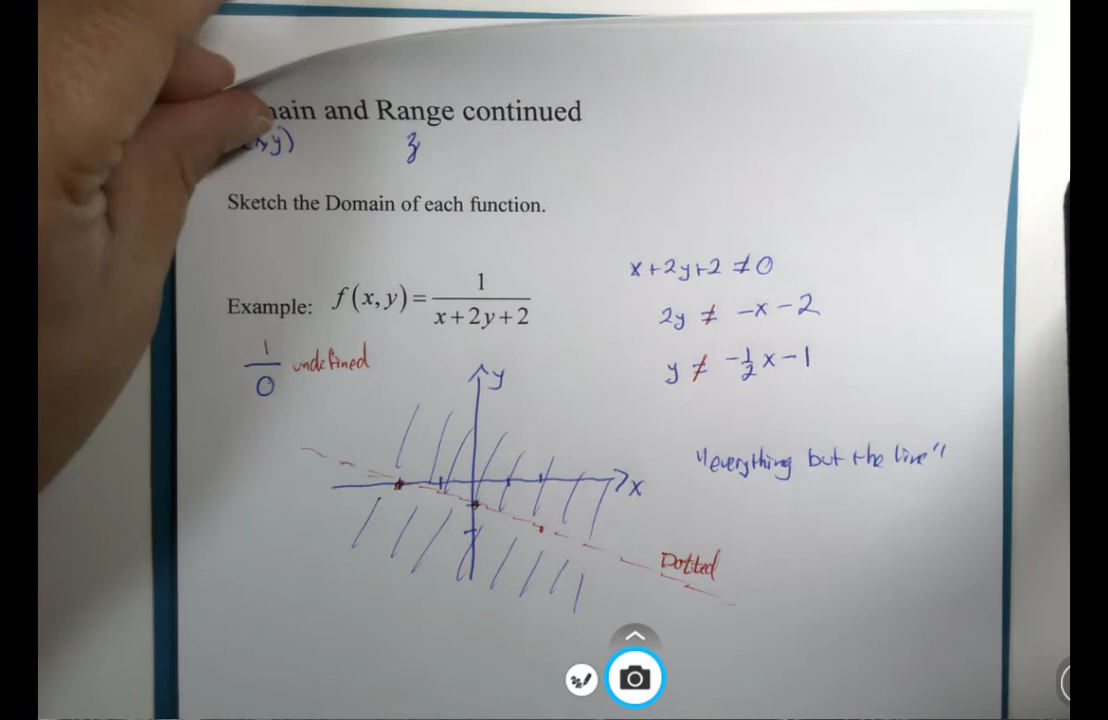 ain and Range continued
x,y) z
Sketch the Domain of each function.
x+2y+2 ≠ 0
Example: f(x,y) = 1/(x+2y+2)
2y ≠ -x-2
1/0 undefined
y ≠ -1/2 x-1
y
"everything but the line"
x
Dotted